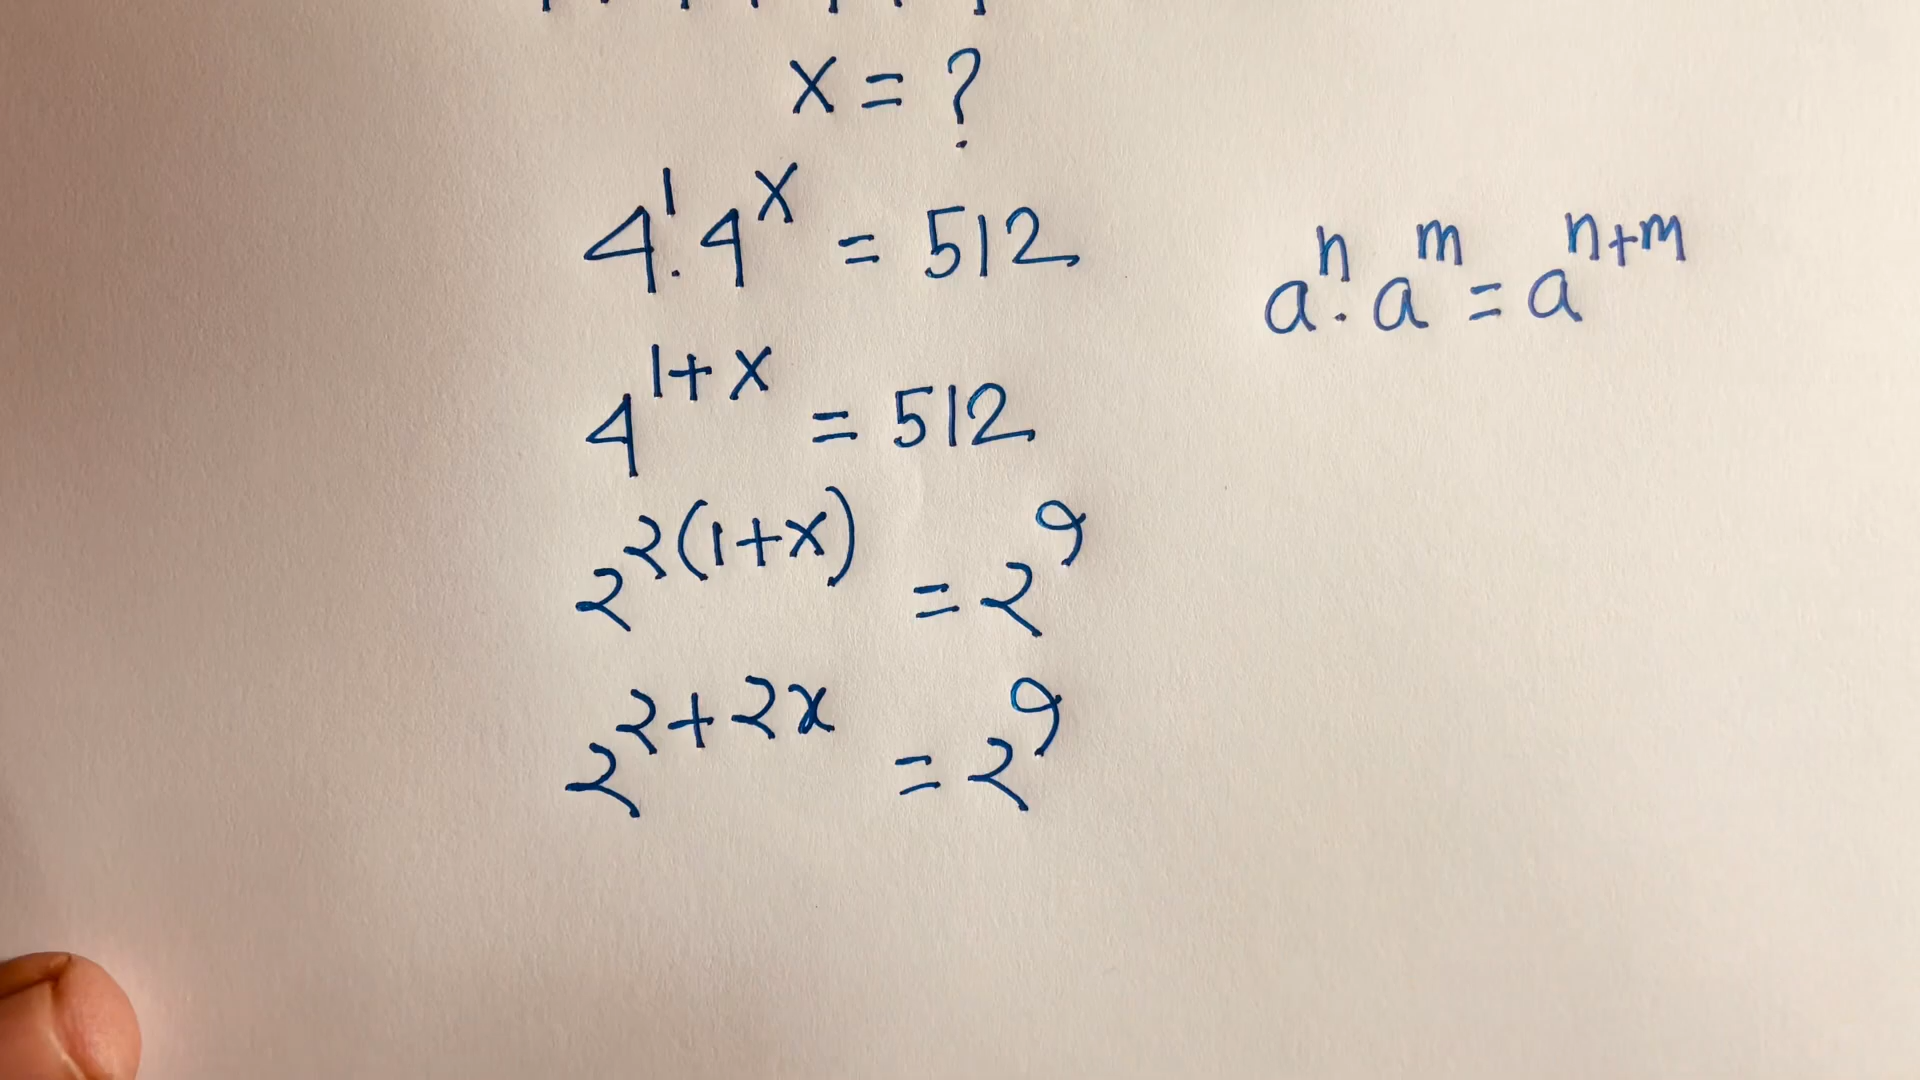 x = ?
4¹·4ˣ = 512
aⁿ·aᵐ = aⁿ⁺ᵐ
4¹⁺ˣ = 512
2²⁽¹⁺ˣ⁾ = 2⁹
2²⁺²ˣ = 2⁹